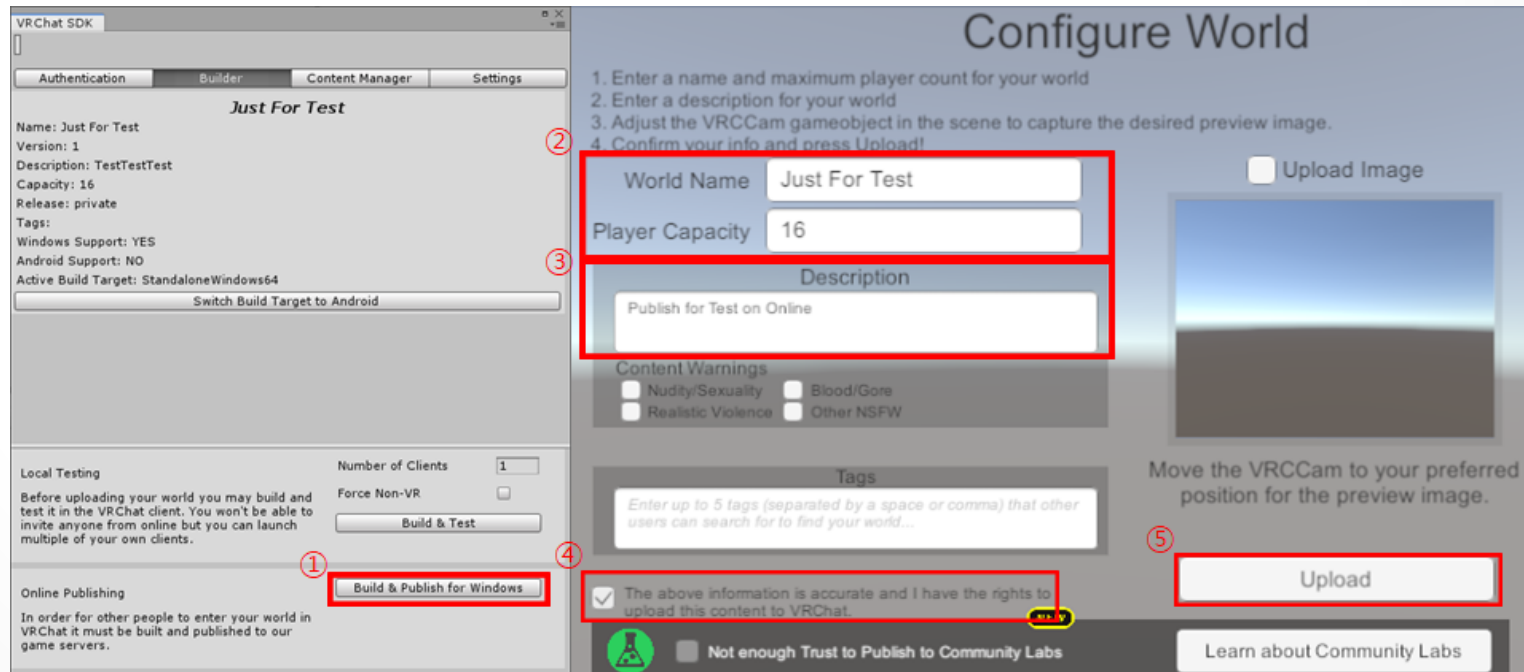 VRChat SDK
Authentication
Builder
Content Manager
Settings
Just For Test
Name: Just For Test
Version: 1
Description: TestTestTest
Capacity: 16
Release: private
Tags:
Windows Support: YES
Android Support: NO
Active Build Target: StandaloneWindows64
Switch Build Target to Android
Local Testing
Before uploading your world you may build and
test it in the VRChat client. You won't be able to
invite anyone from online but you can launch
multiple of your own clients.
Number of Clients
1
Force Non-VR
Build & Test
①
Online Publishing
In order for other people to enter your world in
VRChat it must be built and published to our
game servers.
Build & Publish for Windows
Configure World
1. Enter a name and maximum player count for your world
2. Enter a description for your world
3. Adjust the VRCCam gameobject in the scene to capture the desired preview image.
4. Confirm your info and press Upload!
②
World Name
Just For Test
Player Capacity
16
③
Description
Publish for Test on Online
Content Warnings
Nudity/Sexuality
Blood/Gore
Realistic Violence
Other NSFW
Tags
Enter up to 5 tags (separated by a space or comma) that other
users can search for to find your world...
④
The above information is accurate and I have the rights to
upload this content to VRChat.
Not enough Trust to Publish to Community Labs
Upload Image
Move the VRCCam to your preferred
position for the preview image.
⑤
Upload
Learn about Community Labs